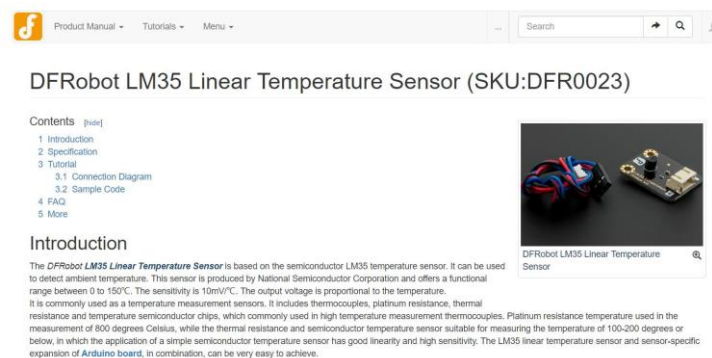 Product Manual
Tutorials
Menu
...
Search
DFRobot LM35 Linear Temperature Sensor (SKU:DFR0023)
Contents [hide]
1 Introduction
2 Specification
3 Tutorial
3.1 Connection Diagram
3.2 Sample Code
4 FAQ
5 More
DFRobot LM35 Linear Temperature
Sensor
Introduction
The DFRobot LM35 Linear Temperature Sensor is based on the semiconductor LM35 temperature sensor. It can be used
to detect ambient temperature. This sensor is produced by National Semiconductor Corporation and offers a functional
range between 0 to 150℃. The sensitivity is 10mV/℃. The output voltage is proportional to the temperature.
It is commonly used as a temperature measurement sensors. It includes thermocouples, platinum resistance, thermal
resistance and temperature semiconductor chips, which commonly used in high temperature measurement thermocouples. Platinum resistance temperature used in the
measurement of 800 degrees Celsius, while the thermal resistance and semiconductor temperature sensor suitable for measuring the temperature of 100-200 degrees or
below, in which the application of a simple semiconductor temperature sensor has good linearity and high sensitivity. The LM35 linear temperature sensor and sensor-specific
expansion of Arduino board, in combination, can be very easy to achieve.